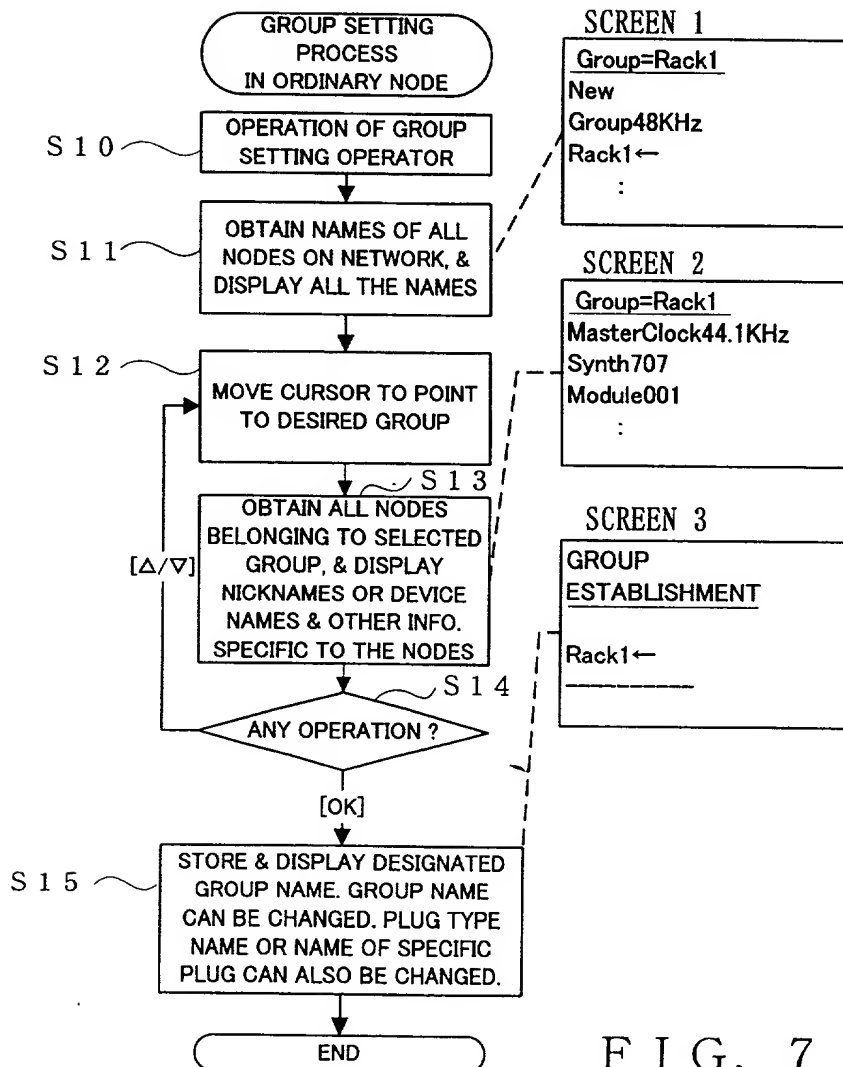 GROUP SETTING
PROCESS
IN ORDINARY NODE
S10
OPERATION OF GROUP
SETTING OPERATOR
S11
OBTAIN NAMES OF ALL
NODES ON NETWORK, &
DISPLAY ALL THE NAMES
S12
MOVE CURSOR TO POINT
TO DESIRED GROUP
S13
OBTAIN ALL NODES
BELONGING TO SELECTED
GROUP, & DISPLAY
NICKNAMES OR DEVICE
NAMES & OTHER INFO.
SPECIFIC TO THE NODES
[△/▽]
S14
ANY OPERATION ?
[OK]
S15
STORE & DISPLAY DESIGNATED
GROUP NAME. GROUP NAME
CAN BE CHANGED. PLUG TYPE
NAME OR NAME OF SPECIFIC
PLUG CAN ALSO BE CHANGED.
END
SCREEN 1
Group=Rack1
New
Group48KHz
Rack1←
:
SCREEN 2
Group=Rack1
MasterClock44.1KHz
Synth707
Module001
:
SCREEN 3
GROUP
ESTABLISHMENT
Rack1←
FIG. 7